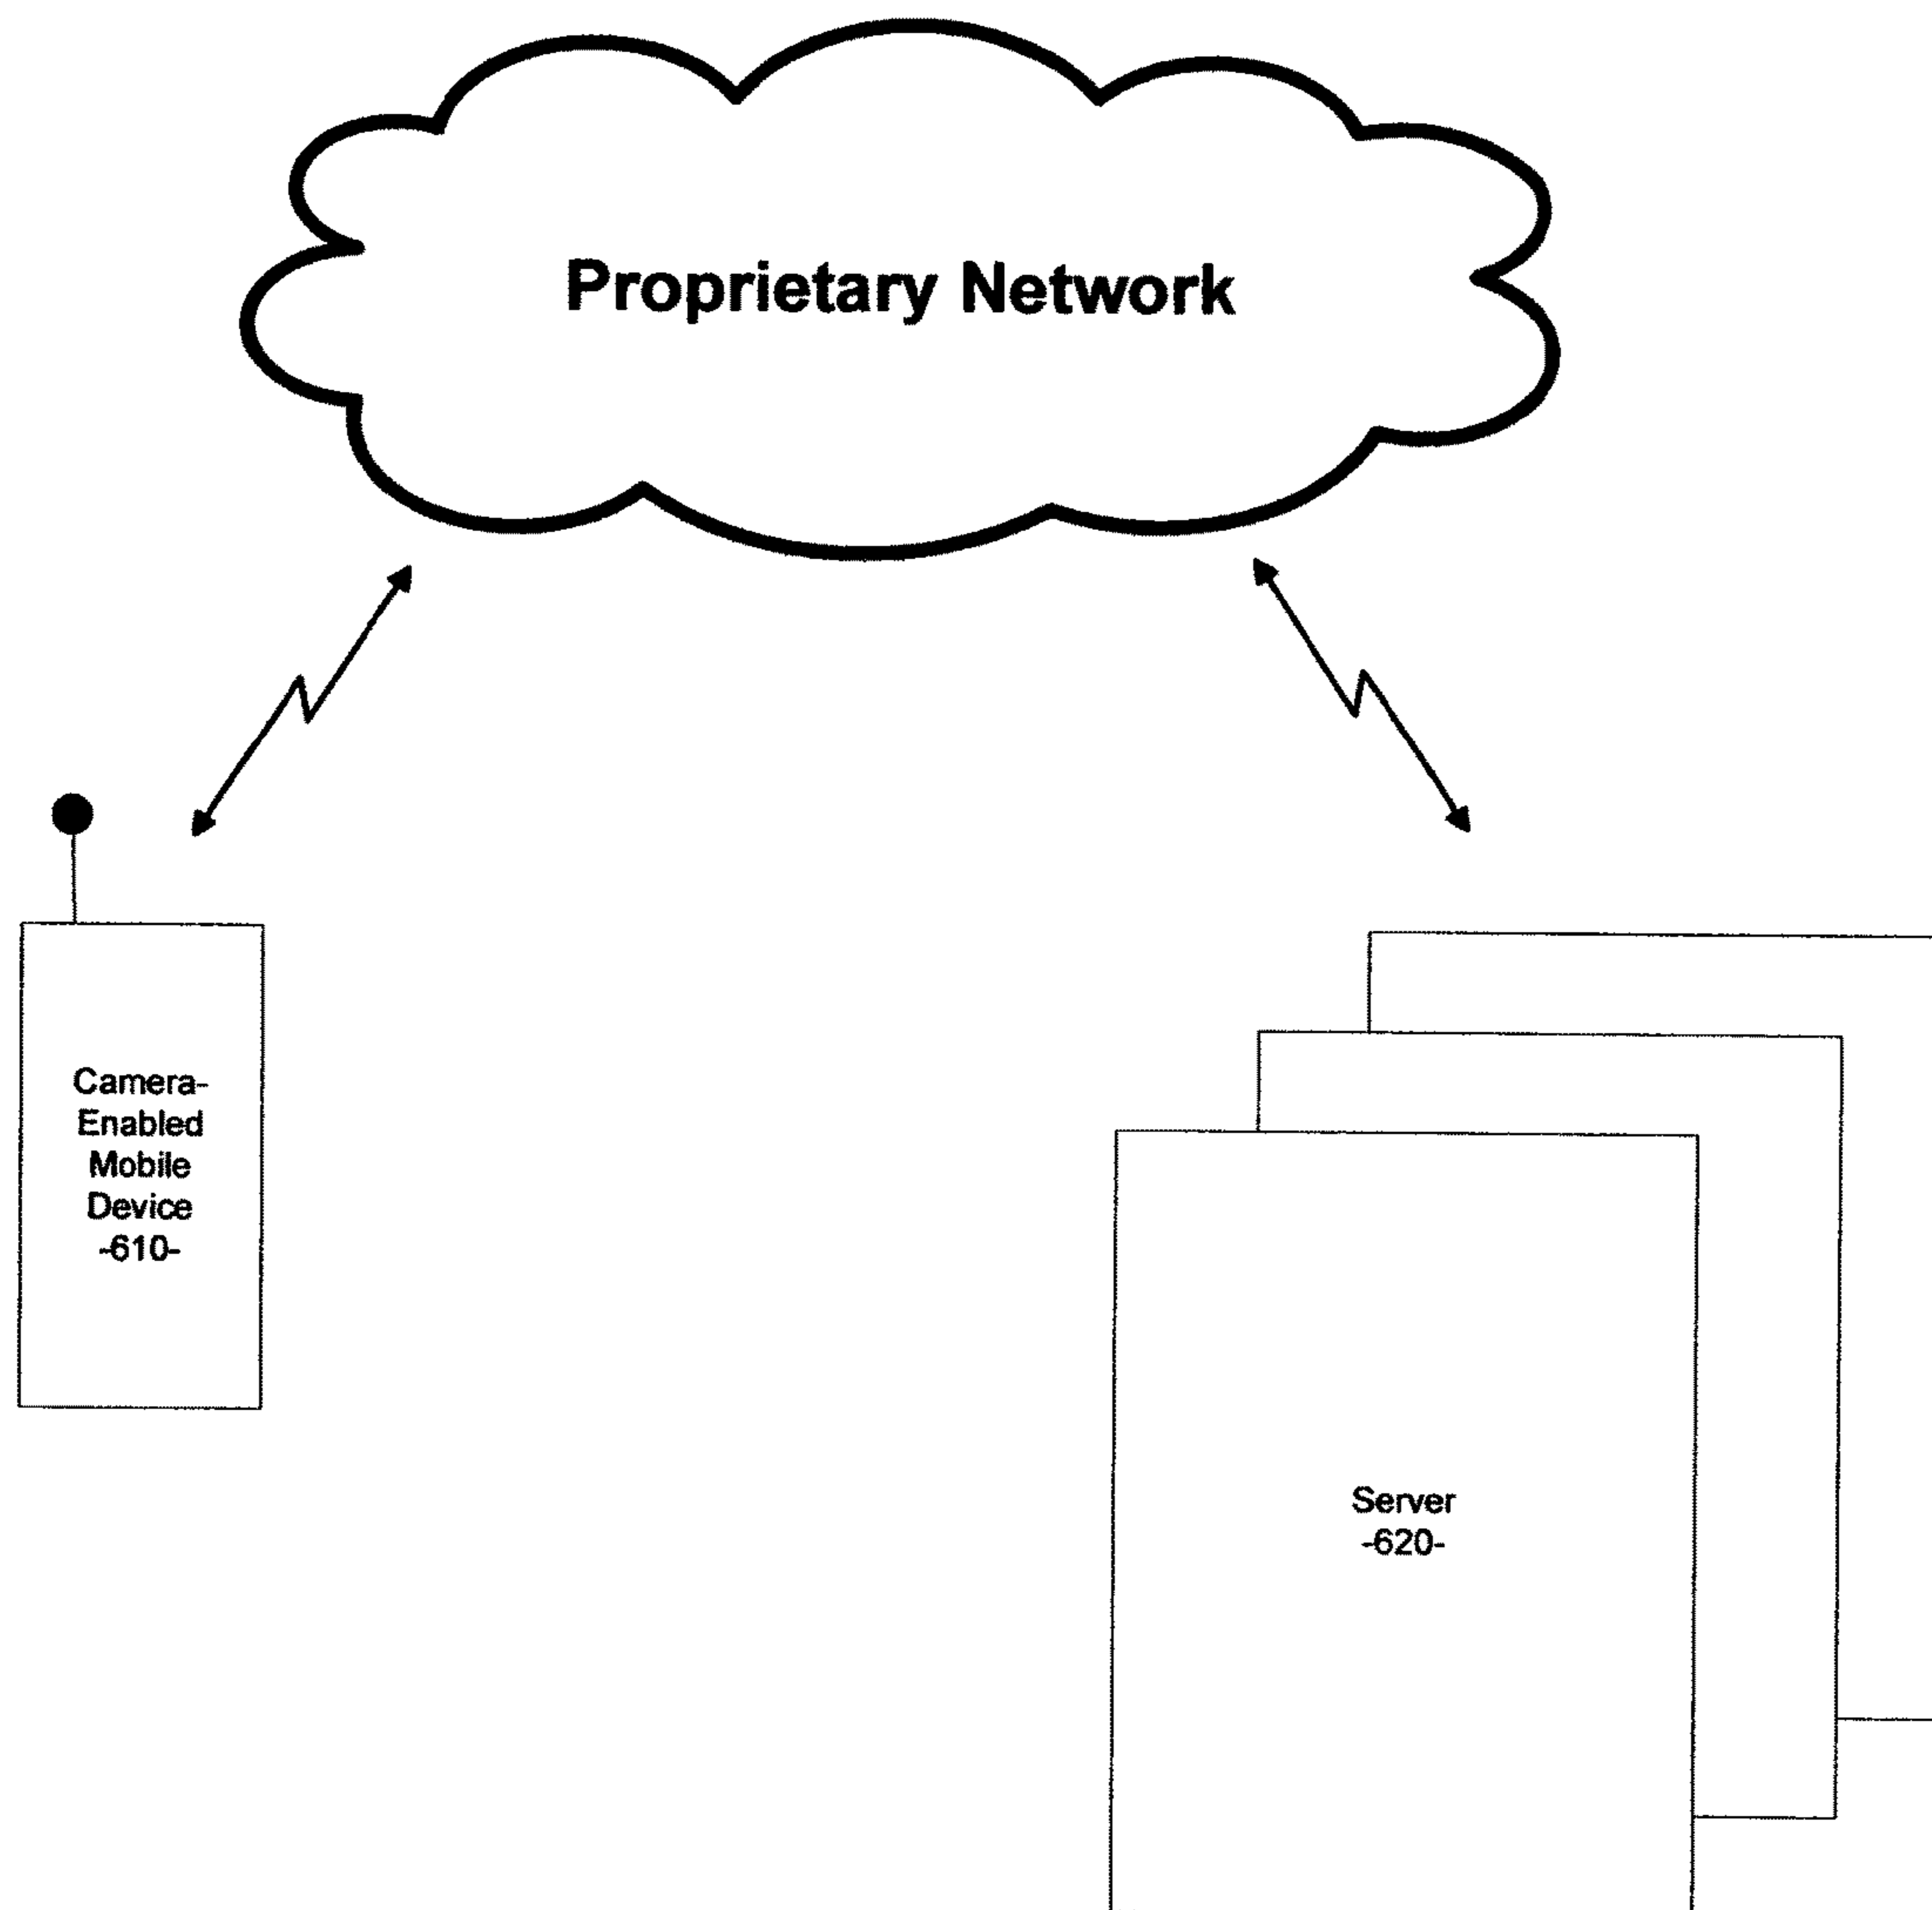 Proprietary Network
Camera-
Enabled
Mobile
Device
-610-
Server
-620-